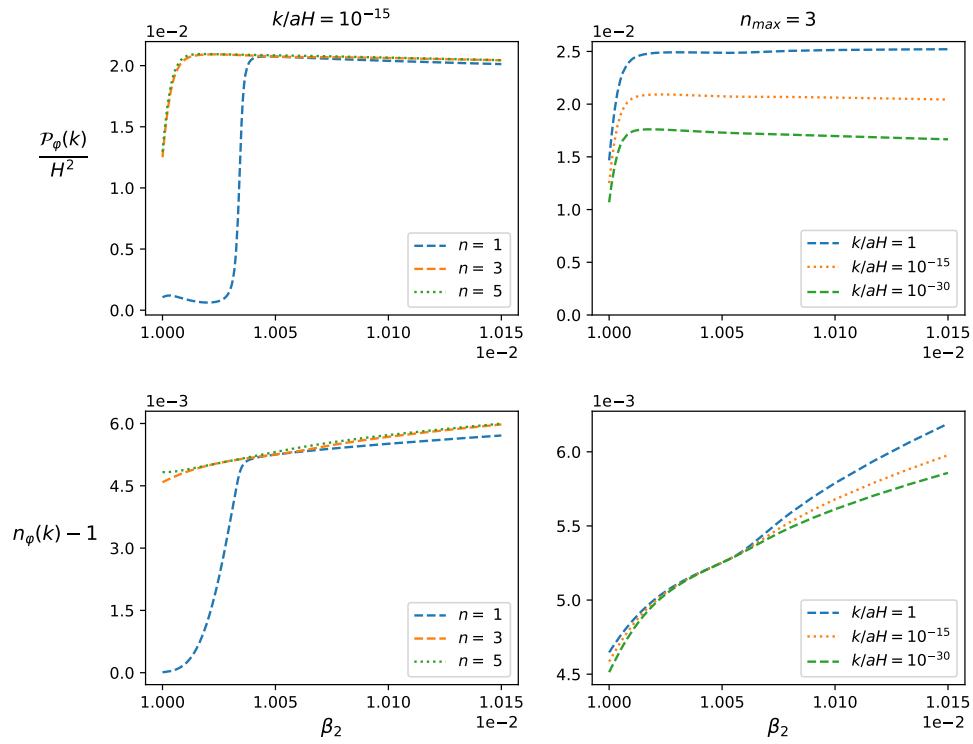 k/aH = 10⁻¹⁵
1e−2
2.0
1.5
1.0
0.5
0.0
𝒫_φ(k)
H²
n = 1
n = 3
n = 5
1.000
1.005
1.010
1.015
1e−2
n_max = 3
1e−2
2.5
2.0
1.5
1.0
0.5
0.0
k/aH = 1
k/aH = 10⁻¹⁵
k/aH = 10⁻³⁰
1.000
1.005
1.010
1.015
1e−2
1e−3
6.0
4.5
3.0
1.5
0.0
n_φ(k) − 1
n = 1
n = 3
n = 5
1.000
1.005
1.010
1.015
1e−2
β₂
1e−3
6.0
5.5
5.0
4.5
k/aH = 1
k/aH = 10⁻¹⁵
k/aH = 10⁻³⁰
1.000
1.005
1.010
1.015
1e−2
β₂